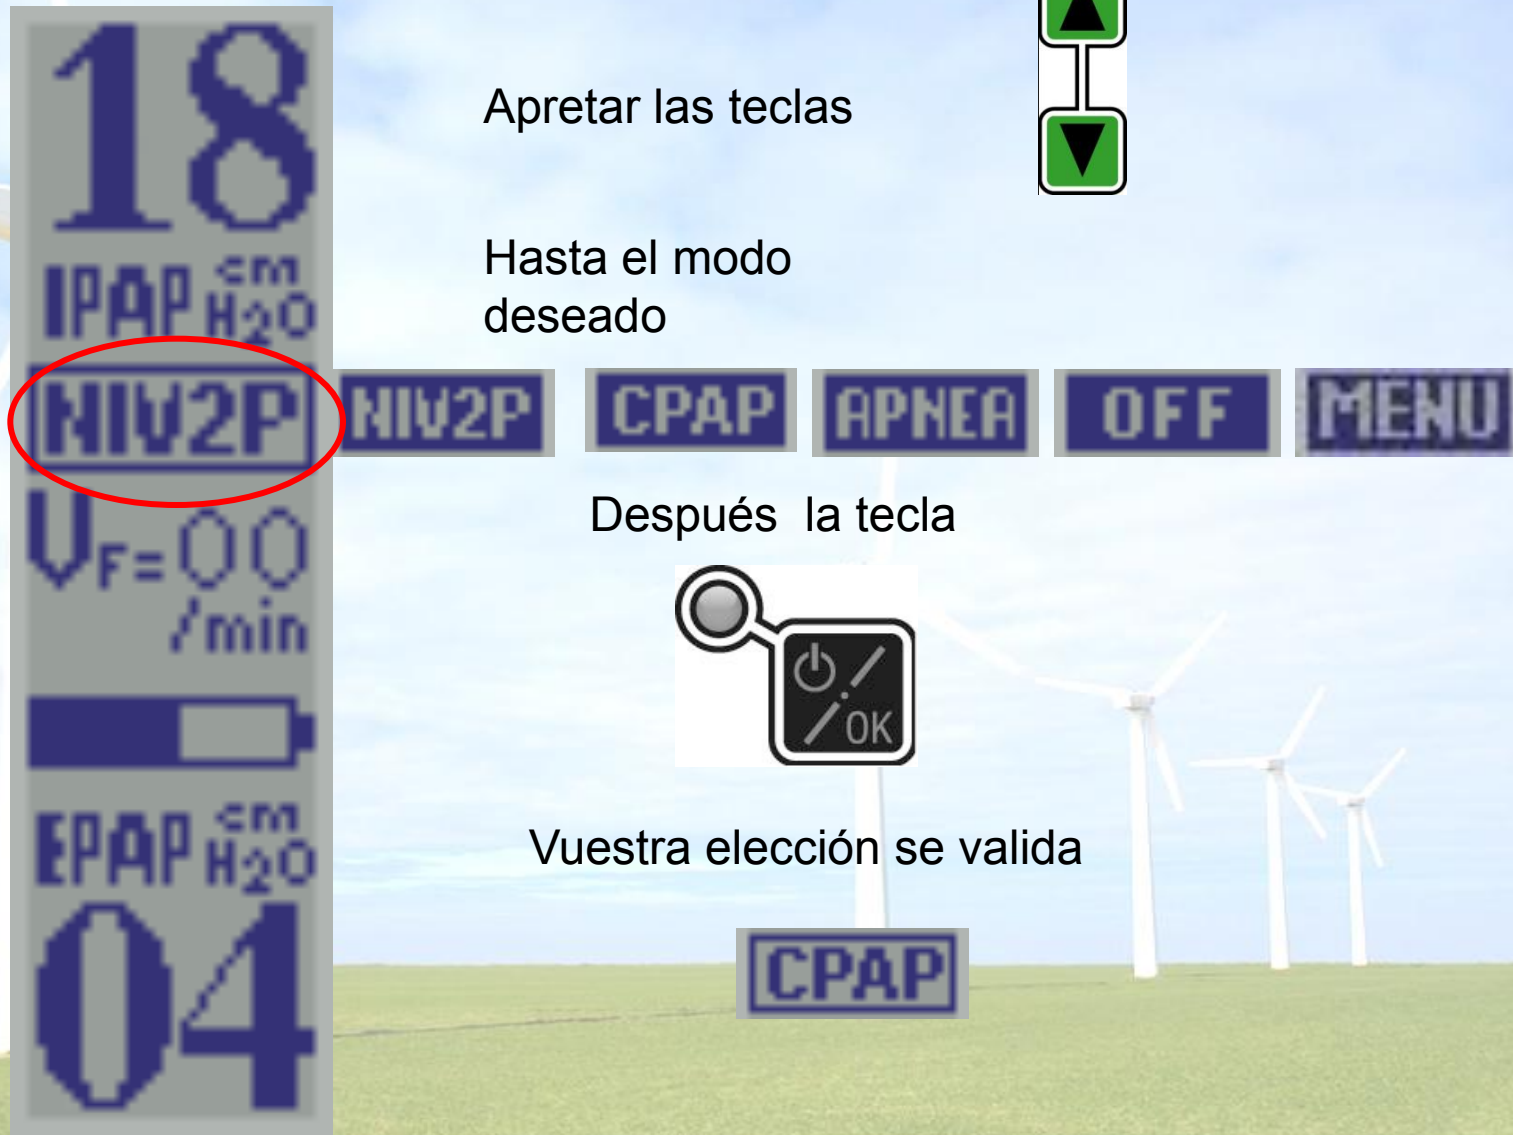 18
IPAP cm H2O
NIV2P
VF=00
/min
EPAP cm H2O
04
Apretar las teclas
Hasta el modo
deseado
NIV2P CPAP APNEA OFF MENU
Después la tecla
OK
Vuestra elección se valida
CPAP